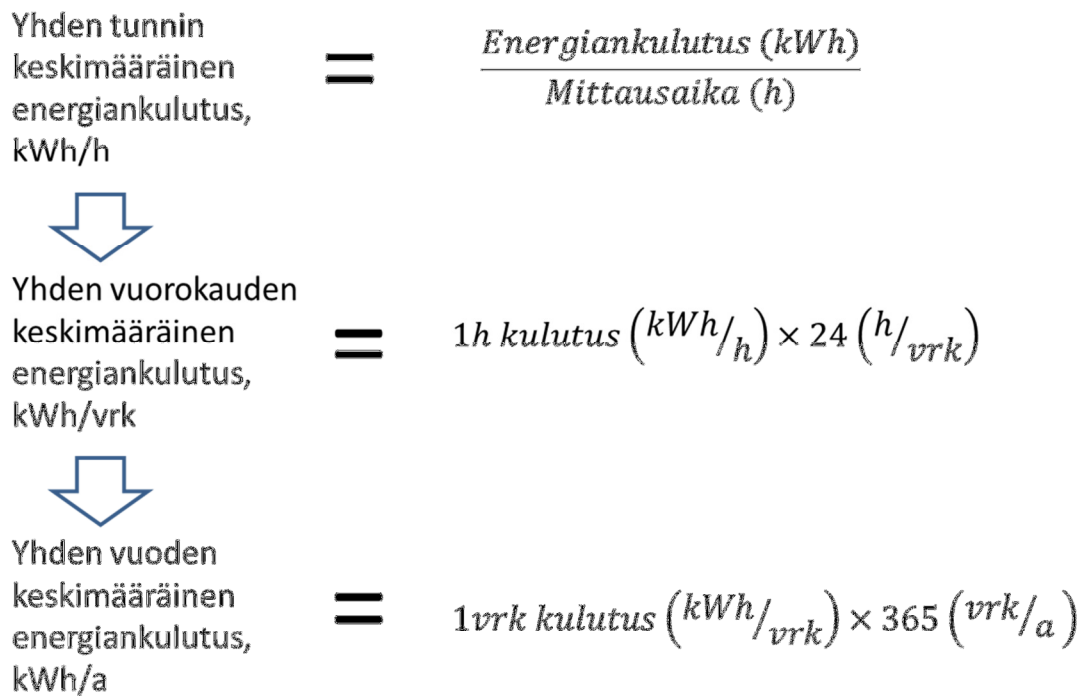 Yhden tunnin
keskimääräinen
energiankulutus,
kWh/h
=
Energiankulutus (kWh)
Mittausaika (h)
Yhden vuorokauden
keskimääräinen
energiankulutus,
kWh/vrk
=
1h kulutus (kWh/h) × 24 (h/vrk)
Yhden vuoden
keskimääräinen
energiankulutus,
kWh/a
=
1vrk kulutus (kWh/vrk) × 365 (vrk/a)